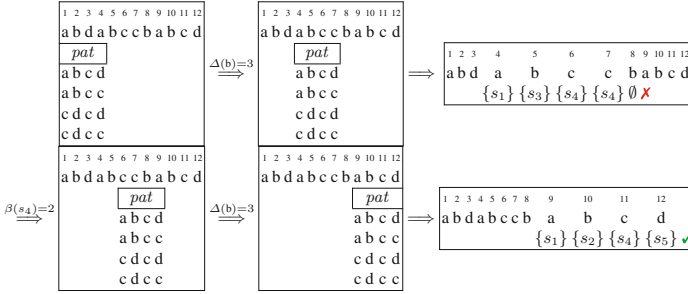 1 2 3 4 5 6 7 8 9 10 11 12
a b d a b c c b a b c d
pat
a b c d
a b c c
c d c d
c d c c
Δ(b)=3
⟹
1 2 3 4 5 6 7 8 9 10 11 12
a b d a b c c b a b c d
pat
a b c d
a b c c
c d c d
c d c c
⟹
1 2 3 4 5 6 7 8 9 10 11 12
a b d a b c c b a b c d
{s₁} {s₃} {s₄} {s₄} ∅ ✗
β(s₄)=2
⟹
1 2 3 4 5 6 7 8 9 10 11 12
a b d a b c c b a b c d
pat
a b c d
a b c c
c d c d
c d c c
Δ(b)=3
⟹
1 2 3 4 5 6 7 8 9 10 11 12
a b d a b c c b a b c d
pat
a b c d
a b c c
c d c d
c d c c
⟹
1 2 3 4 5 6 7 8 9 10 11 12
a b d a b c c b a b c d
{s₁} {s₂} {s₄} {s₅} ✓